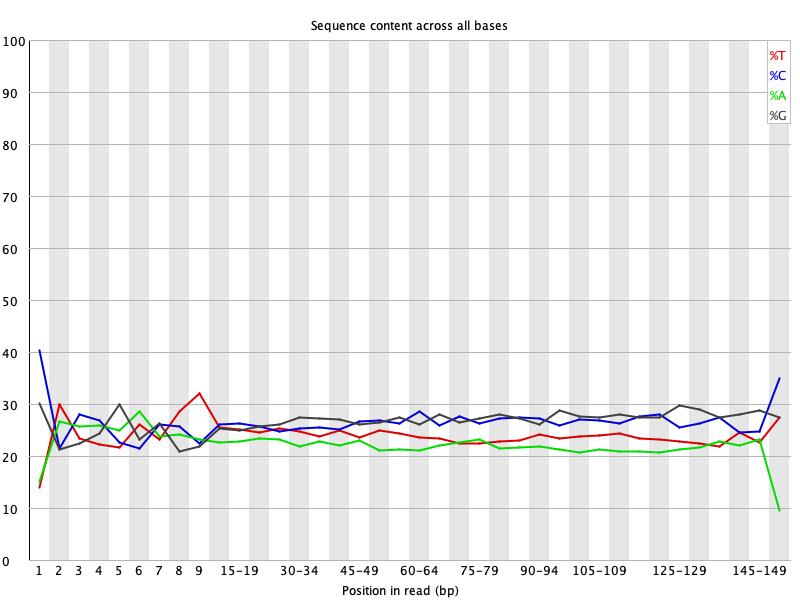 Sequence content across all bases
100
90
80
70
60
50
40
30
20
10
0
%T
%C
%A
%G
1 2 3 4 5 6 7 8 9 15-19 30-34 45-49 60-64 75-79 90-94 105-109 125-129 145-149
Position in read (bp)